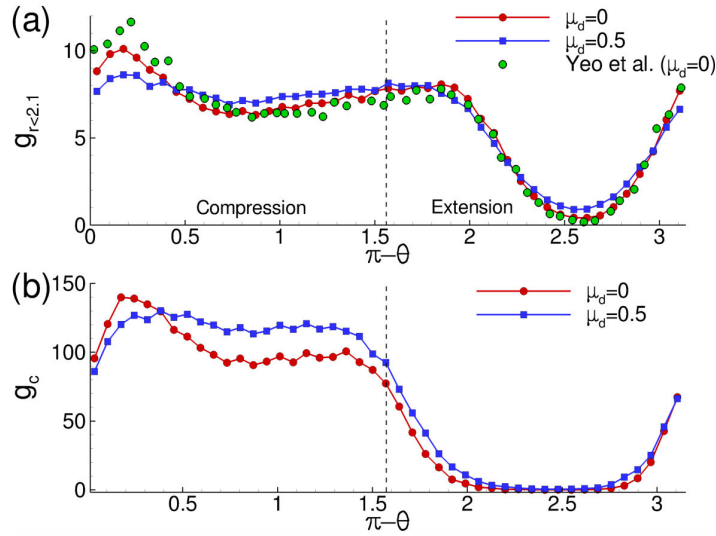 (a)
μd=0
μd=0.5
Yeo et al. (μd=0)
10
5
0
g r<2.1
Compression
Extension
0
0.5
1
1.5
2
2.5
3
π−θ
(b)
μd=0
μd=0.5
150
100
50
0
gc
0.5
1
1.5
2
2.5
3
π−θ